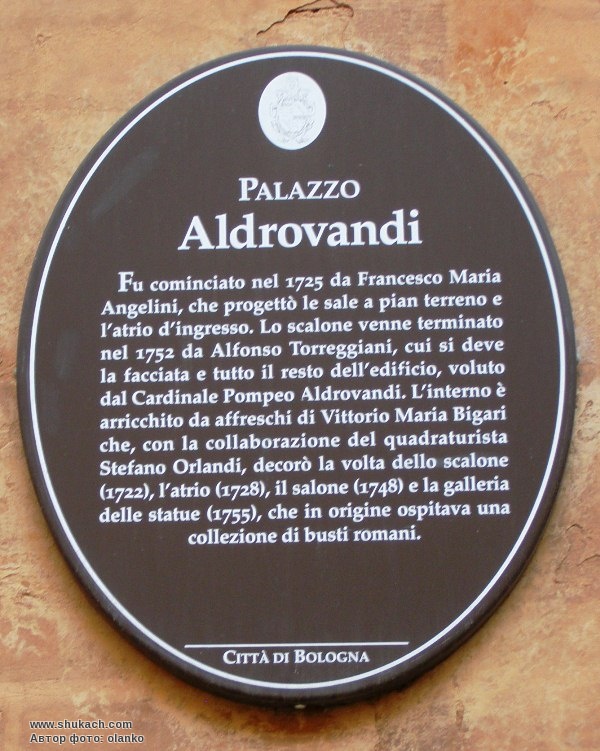 PALAZZO
Aldrovandi
Fu cominciato nel 1725 da Francesco Maria
Angelini, che progettò le sale a pian terreno e
l'atrio d'ingresso. Lo scalone venne terminato
nel 1752 da Alfonso Torreggiani, cui si deve
la facciata e tutto il resto dell'edificio, voluto
dal Cardinale Pompeo Aldrovandi. L'interno è
arricchito da affreschi di Vittorio Maria Bigari
che, con la collaborazione del quadraturista
Stefano Orlandi, decorò la volta dello scalone
(1722), l'atrio (1728), il salone (1748) e la galleria
delle statue (1755), che in origine ospitava una
collezione di busti romani.
CITTÀ DI BOLOGNA
www.shukach.com
Автор фото: olanko